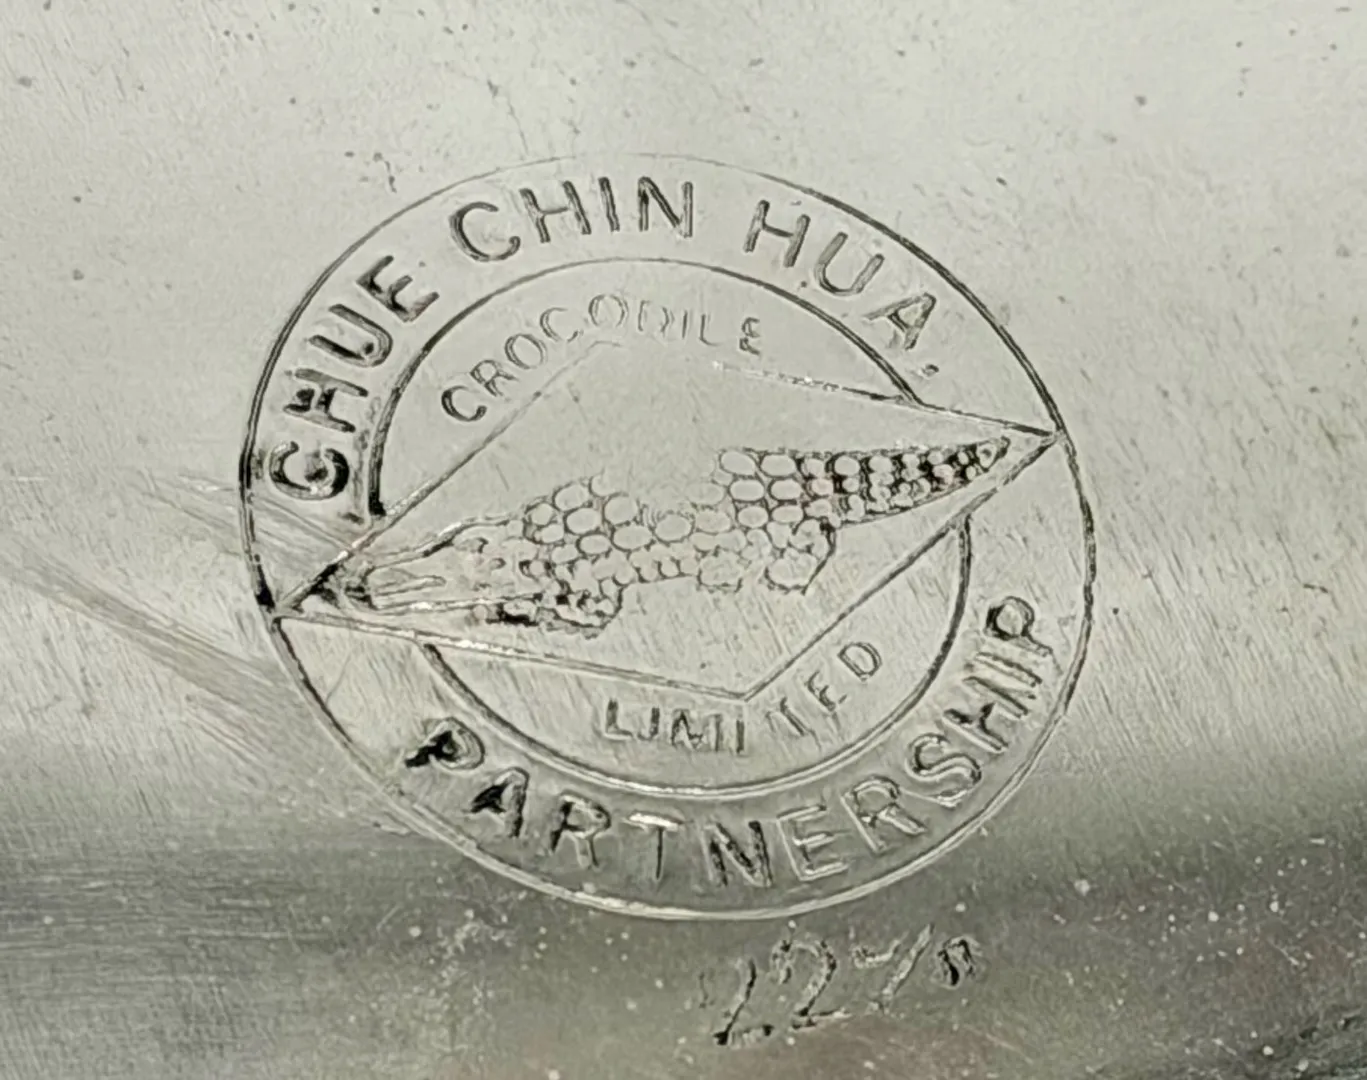 CHUE CHIN HUA.
CROCODILE
LIMITED
PARTNERSHIP